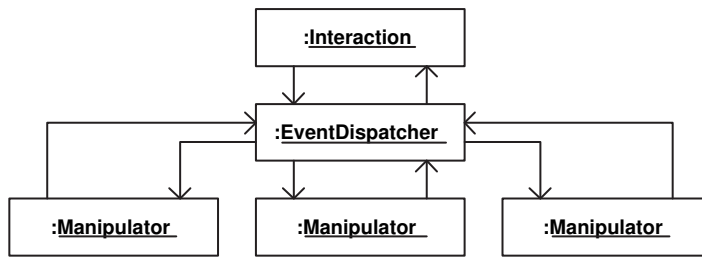 :Interaction
:EventDispatcher
:Manipulator
:Manipulator
:Manipulator